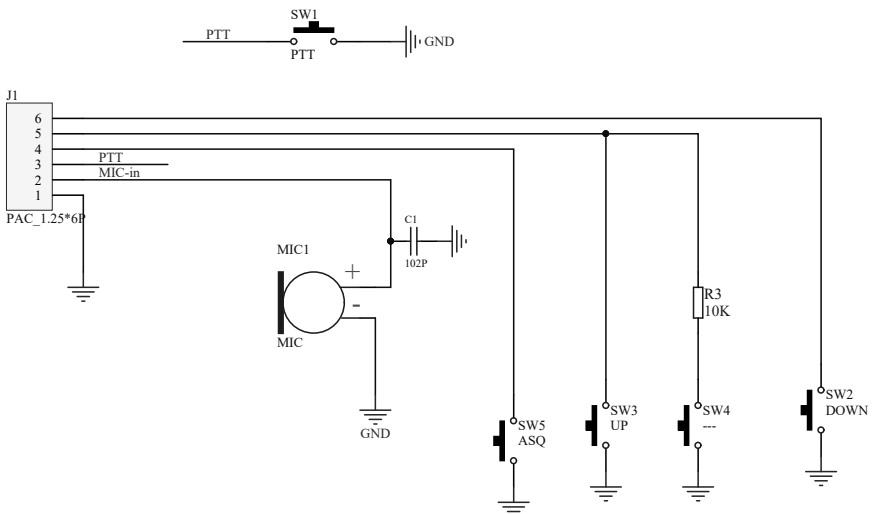 SW1
PTT
GND
PTT
J1
6
5
4
3
2
1
PTT
MIC-in
PAC_1.25*6P
C1
102P
MIC1
+
-
MIC
GND
R3
10K
SW2
DOWN
SW3
UP
SW4
---
SW5
ASQ